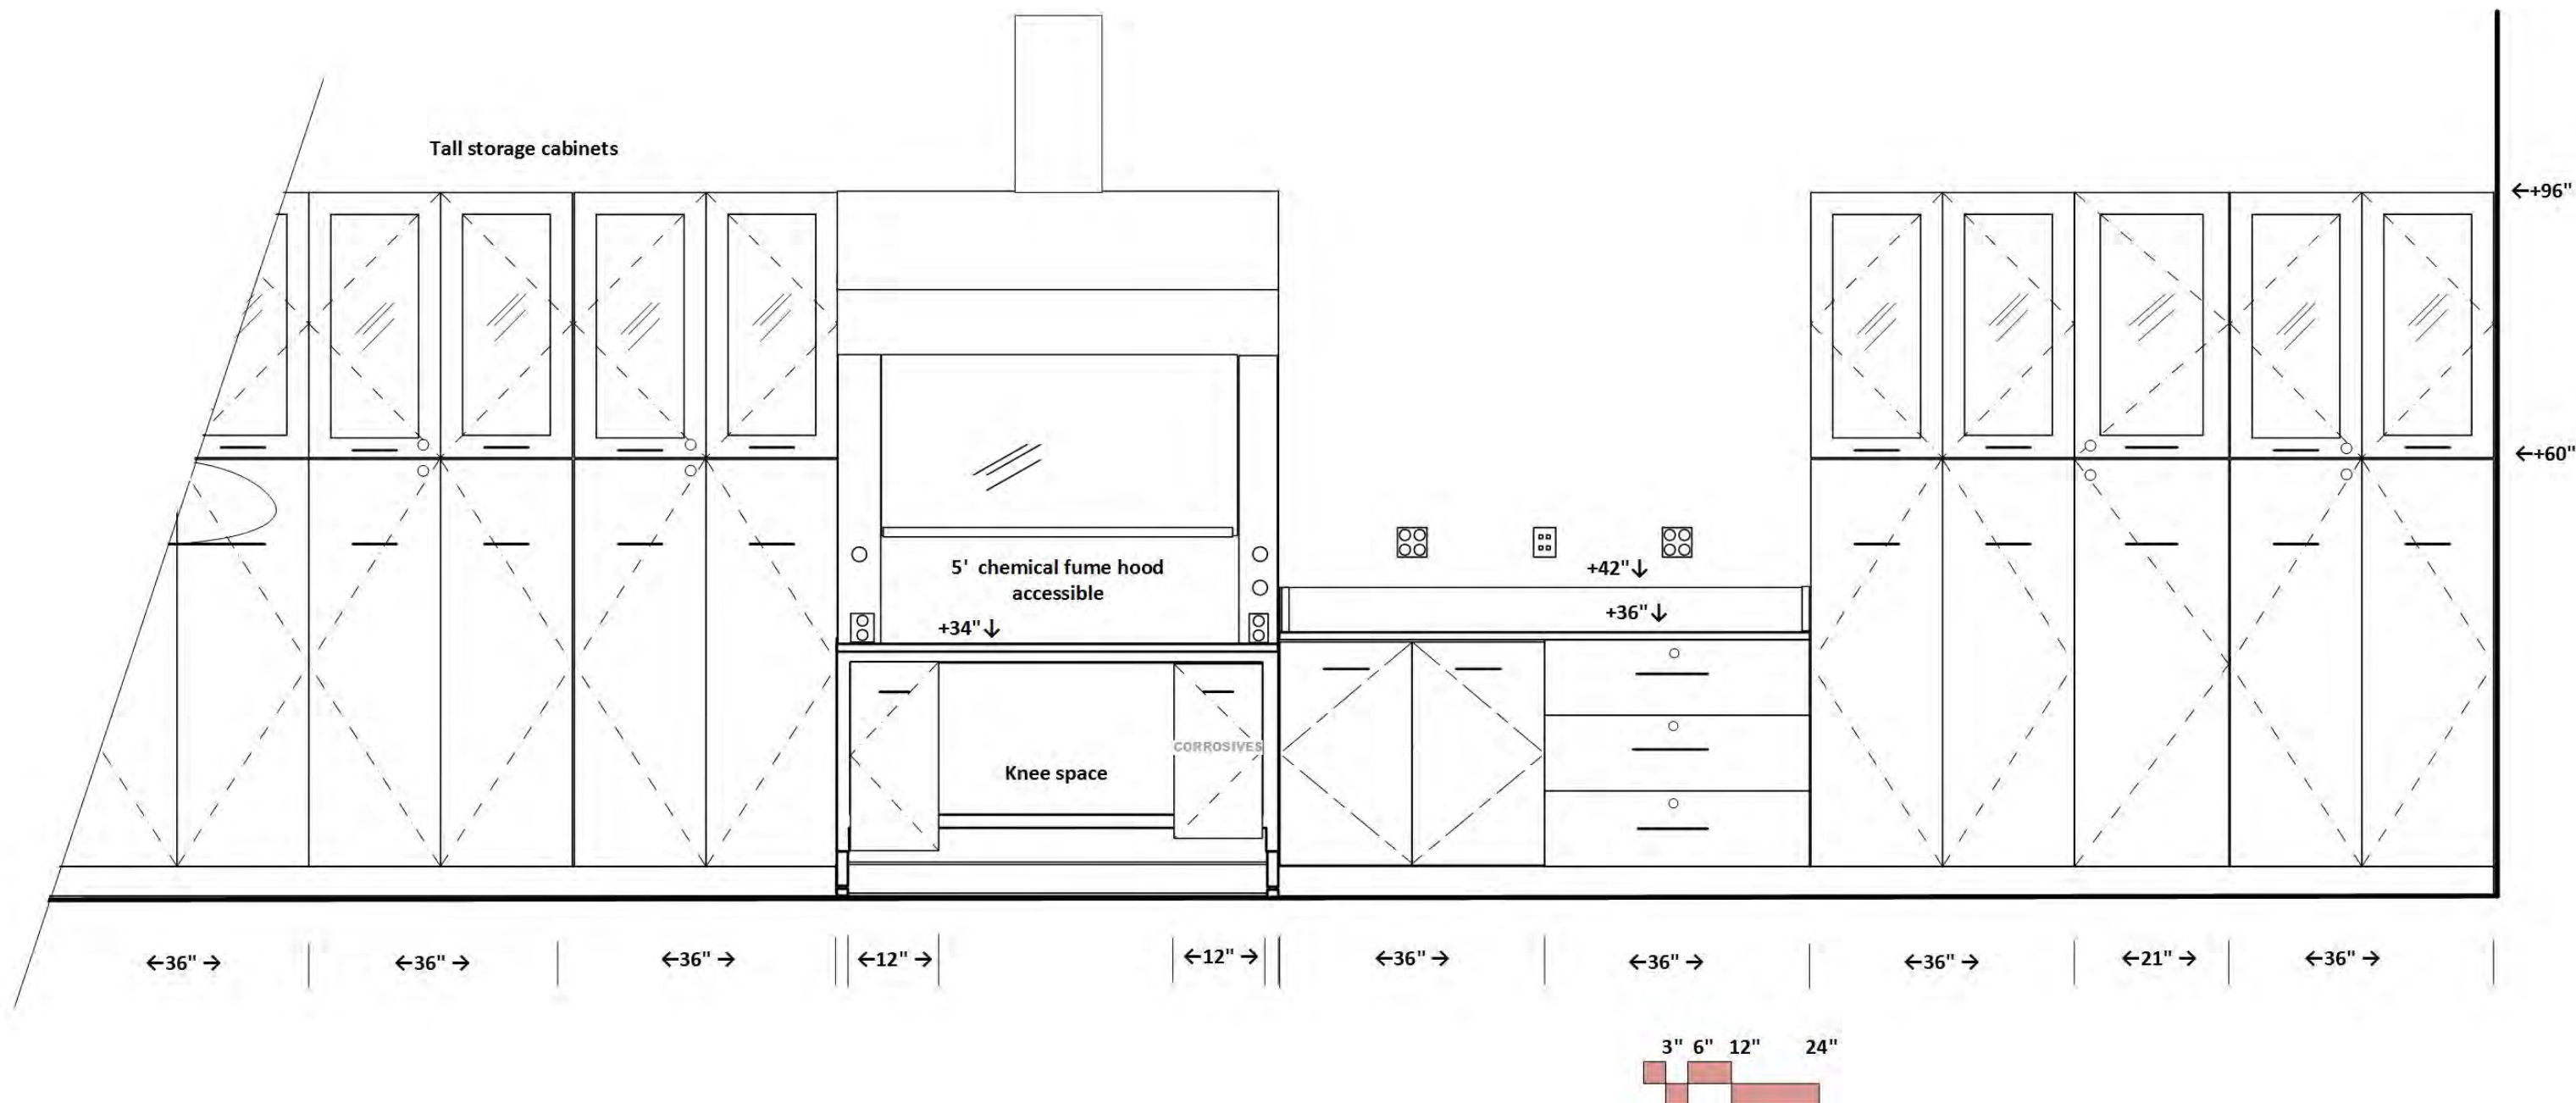 Tall storage cabinets
←+96"
←+60"
5' chemical fume hood
accessible
+34"↓
+42"↓
+36"↓
CORROSIVES
Knee space
←36"→ ←36"→ ←36"→ ←12"→ ←12"→ ←36"→ ←36"→ ←36"→ ←21"→ ←36"→
3" 6" 12" 24"